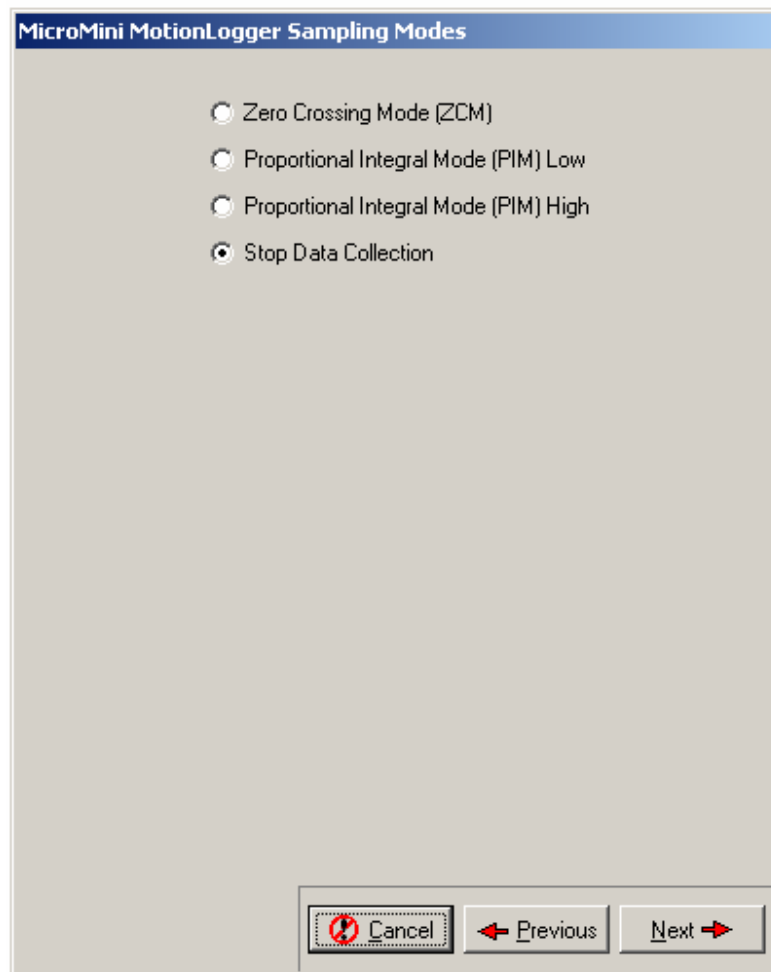 MicroMini MotionLogger Sampling Modes
Zero Crossing Mode (ZCM)
Proportional Integral Mode (PIM) Low
Proportional Integral Mode (PIM) High
Stop Data Collection
Cancel
Previous
Next